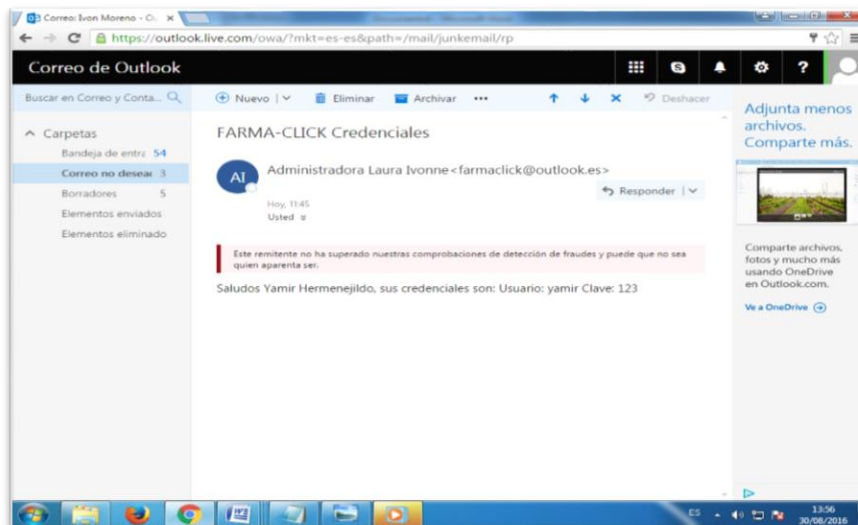 Correo: Ivon Moreno - Ou
https://outlook.live.com/owa/?mkt=es-es&path=/mail/junkemail/rp
Correo de Outlook
Buscar en Correo y Conta...
Nuevo
Eliminar
Archivar
Deshacer
Carpetas
Bandeja de entra 54
Correo no desead 3
Borradores 5
Elementos enviados
Elementos eliminado
FARMA-CLICK Credenciales
AI
Administradora Laura Ivonne<farmaclick@outlook.es>
Hoy, 11:45
Usted
Responder
Este remitente no ha superado nuestras comprobaciones de detección de fraudes y puede que no sea
quien aparenta ser.
Saludos Yamir Hermenejildo, sus credenciales son: Usuario: yamir Clave: 123
Adjunta menos
archivos.
Comparte más.
Comparte archivos,
fotos y mucho más
usando OneDrive
en Outlook.com.
Ve a OneDrive
ES
13:56
30/08/2016